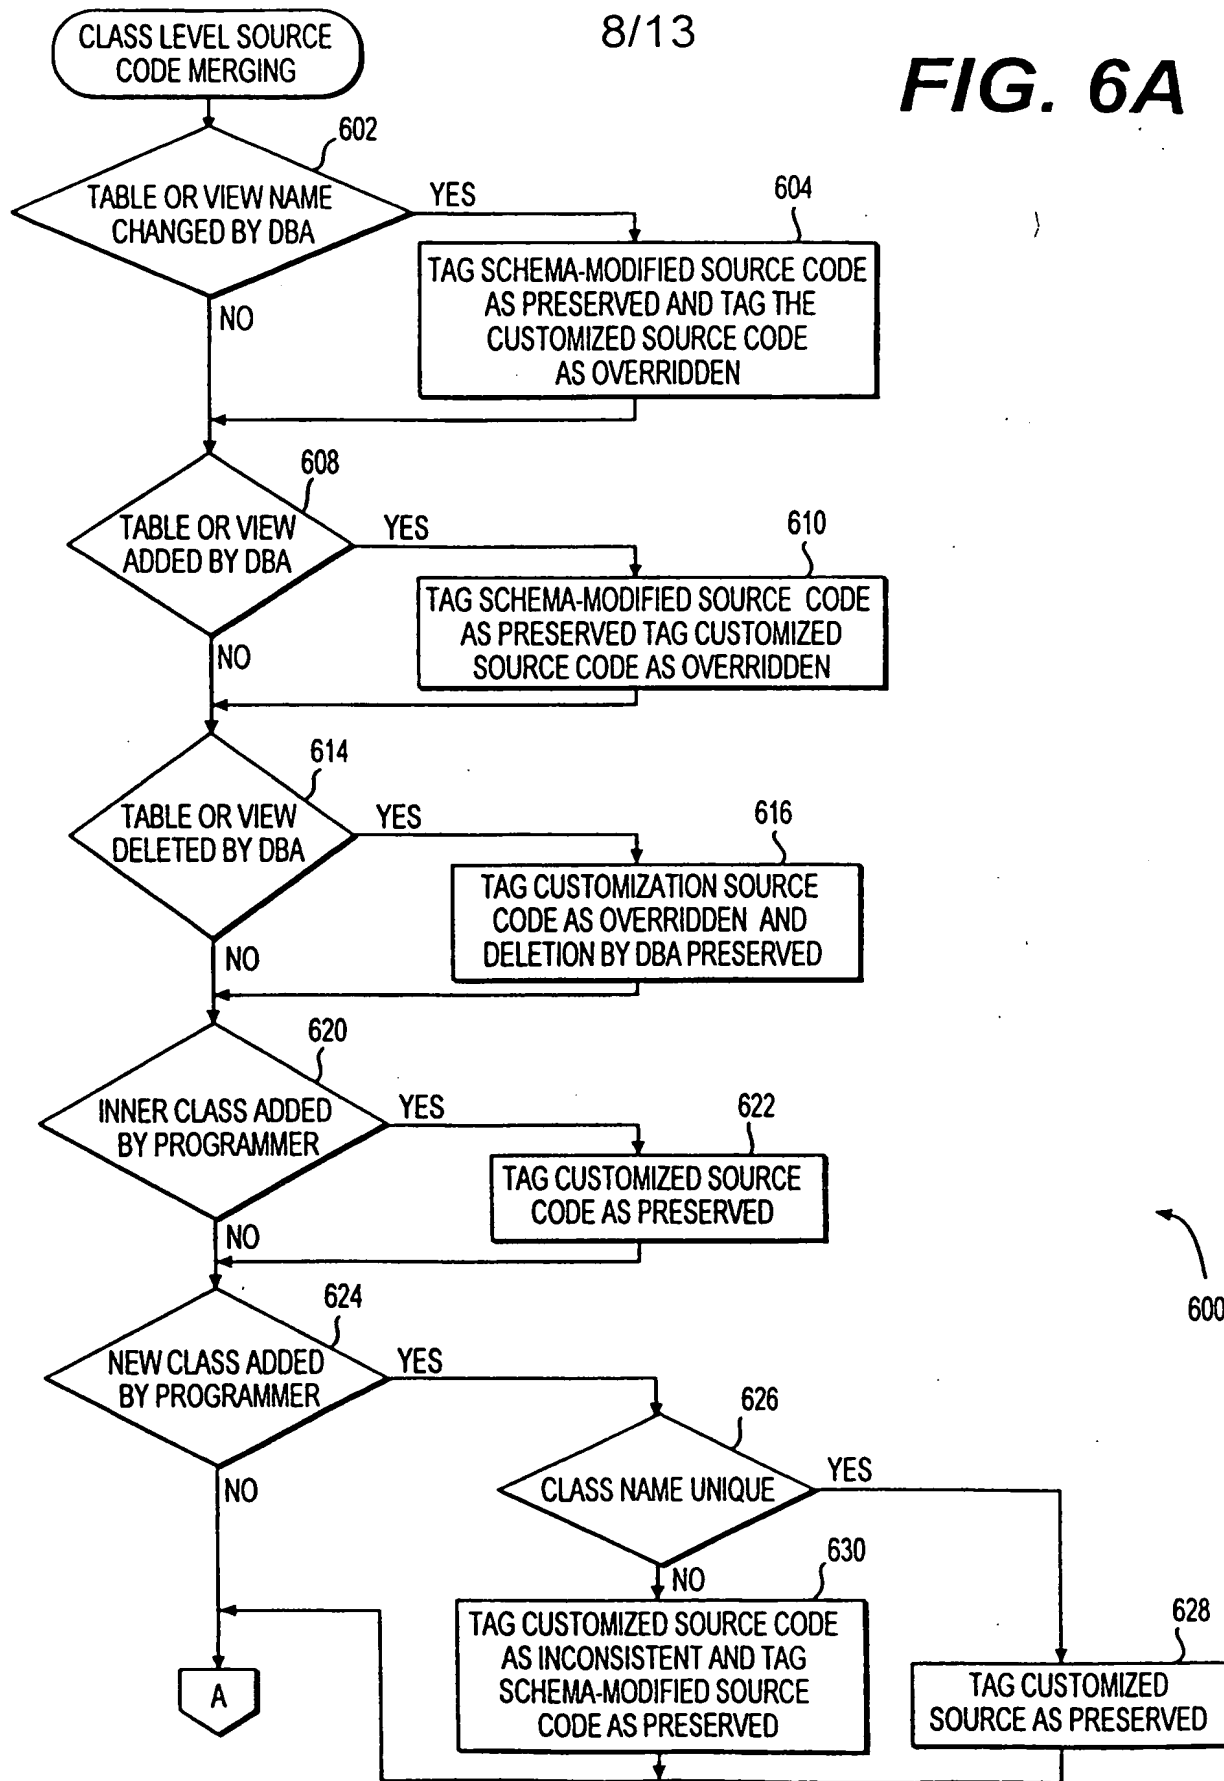 8/13
FIG. 6A
CLASS LEVEL SOURCE
CODE MERGING
602
TABLE OR VIEW NAME
CHANGED BY DBA
YES
NO
604
TAG SCHEMA-MODIFIED SOURCE CODE
AS PRESERVED AND TAG THE
CUSTOMIZED SOURCE CODE
AS OVERRIDDEN
608
TABLE OR VIEW
ADDED BY DBA
YES
NO
610
TAG SCHEMA-MODIFIED SOURCE CODE
AS PRESERVED TAG CUSTOMIZED
SOURCE CODE AS OVERRIDDEN
614
TABLE OR VIEW
DELETED BY DBA
YES
NO
616
TAG CUSTOMIZATION SOURCE
CODE AS OVERRIDDEN AND
DELETION BY DBA PRESERVED
620
INNER CLASS ADDED
BY PROGRAMMER
YES
NO
622
TAG CUSTOMIZED SOURCE
CODE AS PRESERVED
600
624
NEW CLASS ADDED
BY PROGRAMMER
YES
NO
626
CLASS NAME UNIQUE
YES
NO
630
TAG CUSTOMIZED SOURCE CODE
AS INCONSISTENT AND TAG
SCHEMA-MODIFIED SOURCE
CODE AS PRESERVED
628
TAG CUSTOMIZED
SOURCE AS PRESERVED
A